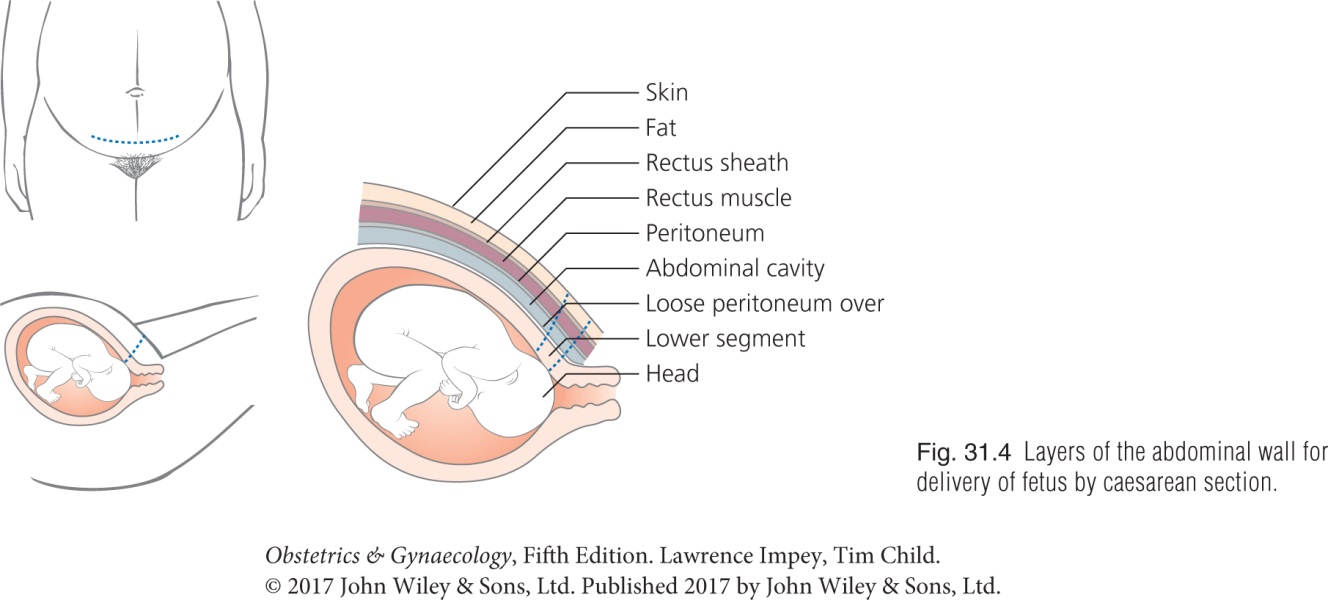 Skin
Fat
Rectus sheath
Rectus muscle
Peritoneum
Abdominal cavity
Loose peritoneum over
Lower segment
Head
Fig. 31.4 Layers of the abdominal wall for
delivery of fetus by caesarean section.
Obstetrics & Gynaecology, Fifth Edition. Lawrence Impey, Tim Child.
© 2017 John Wiley & Sons, Ltd. Published 2017 by John Wiley & Sons, Ltd.